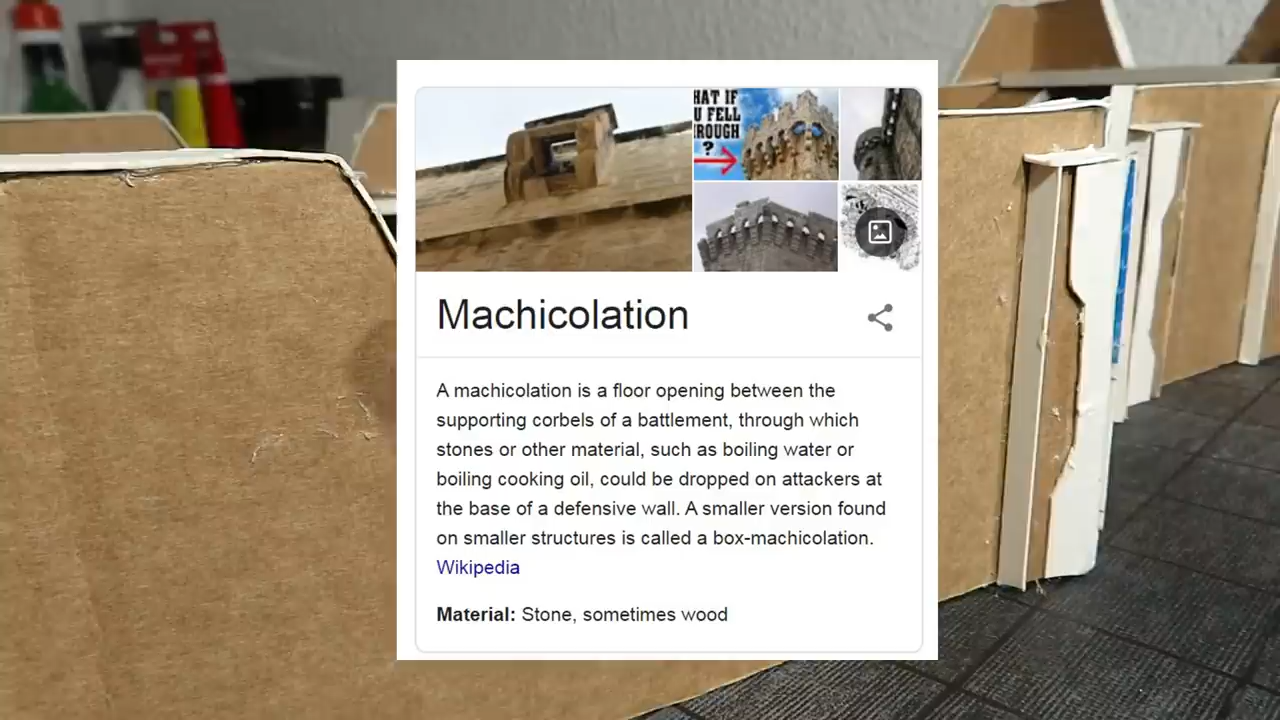 HAT IF
U FELL
ROUGH
?
Machicolation
A machicolation is a floor opening between the
supporting corbels of a battlement, through which
stones or other material, such as boiling water or
boiling cooking oil, could be dropped on attackers at
the base of a defensive wall. A smaller version found
on smaller structures is called a box-machicolation.
Wikipedia
Material: Stone, sometimes wood